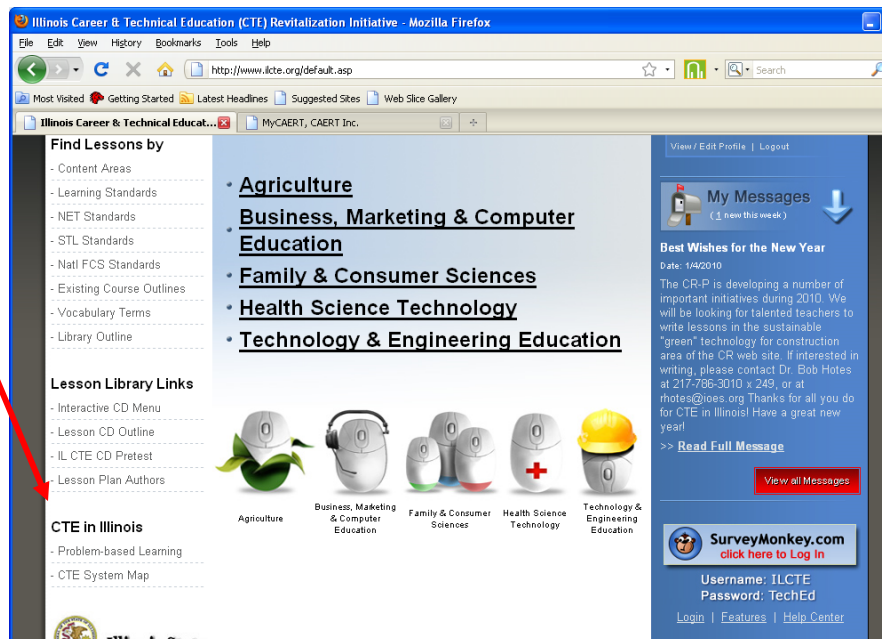 Illinois Career & Technical Education (CTE) Revitalization Initiative - Mozilla Firefox
File Edit View History Bookmarks Tools Help
http://www.ilcte.org/default.asp
Search
Most Visited Getting Started Latest Headlines Suggested Sites Web Slice Gallery
Illinois Career & Technical Educat...
MyCAERT, CAERT Inc.
Find Lessons by
- Content Areas
- Learning Standards
- NET Standards
- STL Standards
- Natl FCS Standards
- Existing Course Outlines
- Vocabulary Terms
- Library Outline
Lesson Library Links
- Interactive CD Menu
- Lesson CD Outline
- IL CTE CD Pretest
- Lesson Plan Authors
CTE in Illinois
- Problem-based Learning
- CTE System Map
• Agriculture
• Business, Marketing & Computer
Education
• Family & Consumer Sciences
• Health Science Technology
• Technology & Engineering Education
Agriculture
Business, Marketing
& Computer
Education
Family & Consumer
Sciences
Health Science
Technology
Technology &
Engineering
Education
View / Edit Profile | Logout
My Messages
( 1 new this week )
Best Wishes for the New Year
Date: 1/4/2010
The CR-P is developing a number of
important initiatives during 2010. We
will be looking for talented teachers to
write lessons in the sustainable
"green" technology for construction
area of the CR web site. If interested in
writing, please contact Dr. Bob Hotes
at 217-786-3010 x 249, or at
rhotes@ioes.org Thanks for all you do
for CTE in Illinois! Have a great new
year!
>> Read Full Message
View all Messages
SurveyMonkey.com
click here to Log In
Username: ILCTE
Password: TechEd
Login | Features | Help Center